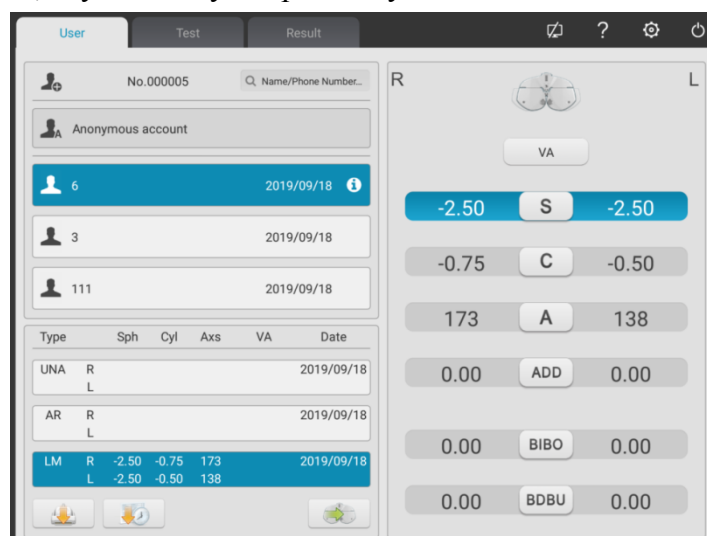 User Test Result ?
No.000005 Name/Phone Number...
A Anonymous account
6 2019/09/18 i
3 2019/09/18
111 2019/09/18
Type Sph Cyl Axs VA Date
UNA R 2019/09/18
L
AR R 2019/09/18
L
LM R -2.50 -0.75 173 2019/09/18
L -2.50 -0.50 138
R L
VA
-2.50 S -2.50
-0.75 C -0.50
173 A 138
0.00 ADD 0.00
0.00 BIBO 0.00
0.00 BDBU 0.00